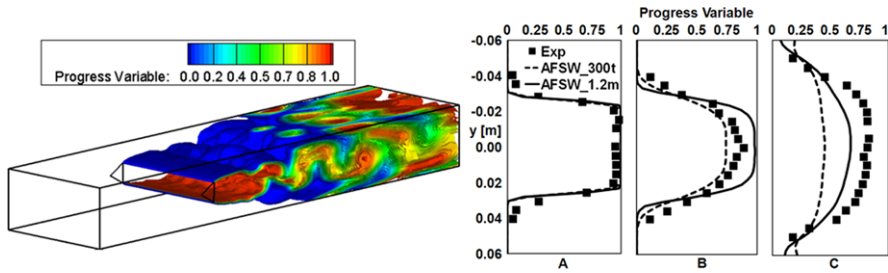 Progress Variable: 0.0 0.2 0.4 0.5 0.6 0.8 1.0
Progress Variable
0 0.25 0.5 0.75 1 0 0.25 0.5 0.75 1 0 0.25 0.5 0.75 1
-0.06
-0.04
-0.02
y [m]
0.00
0.02
0.04
0.06
Exp
AFSW_300t
AFSW_1.2m
A B C